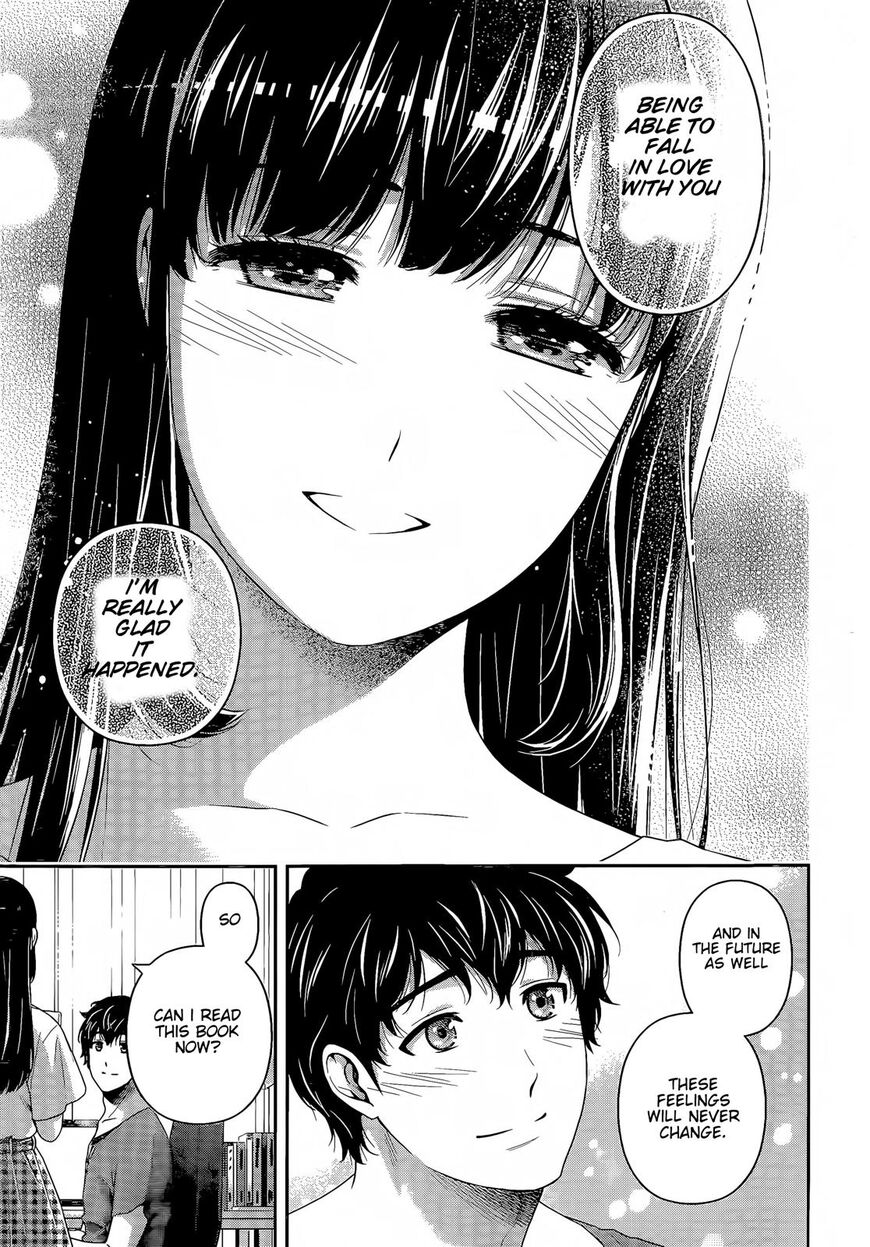 BEING
ABLE TO
FALL
IN LOVE
WITH YOU
I'M
REALLY
GLAD
IT
HAPPENED.
AND IN
THE FUTURE
AS WELL
THESE
FEELINGS
WILL NEVER
CHANGE.
SO
CAN I READ
THIS BOOK
NOW?